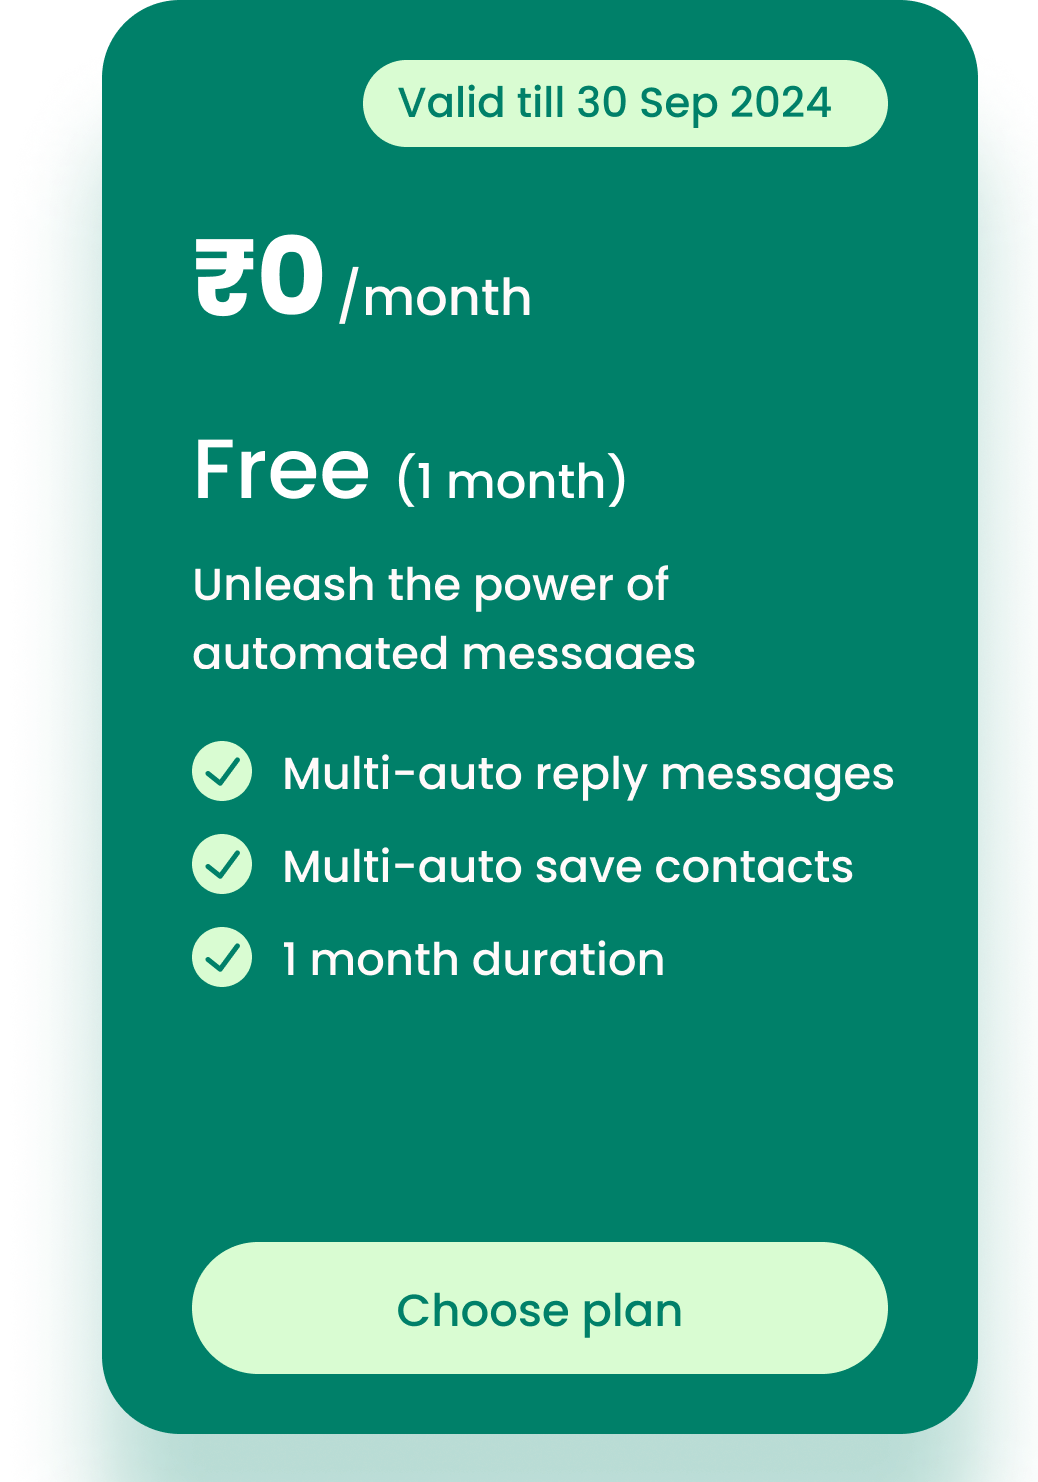 Valid till 30 Sep 2024
₹0 /month
Free (1 month)
Unleash the power of
automated messages
Multi-auto reply messages
Multi-auto save contacts
1 month duration
Choose plan